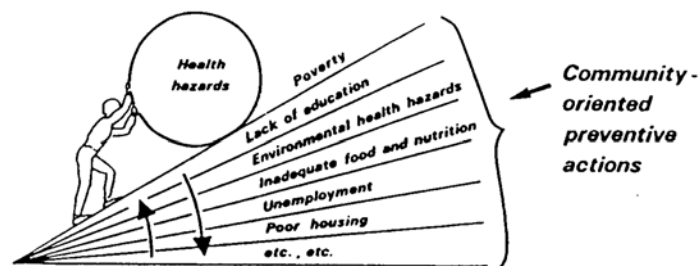 Health
hazards
Poverty
Lack of education
Environmental health hazards
Inadequate food and nutrition
Unemployment
Poor housing
etc., etc.
Community-
oriented
preventive
actions